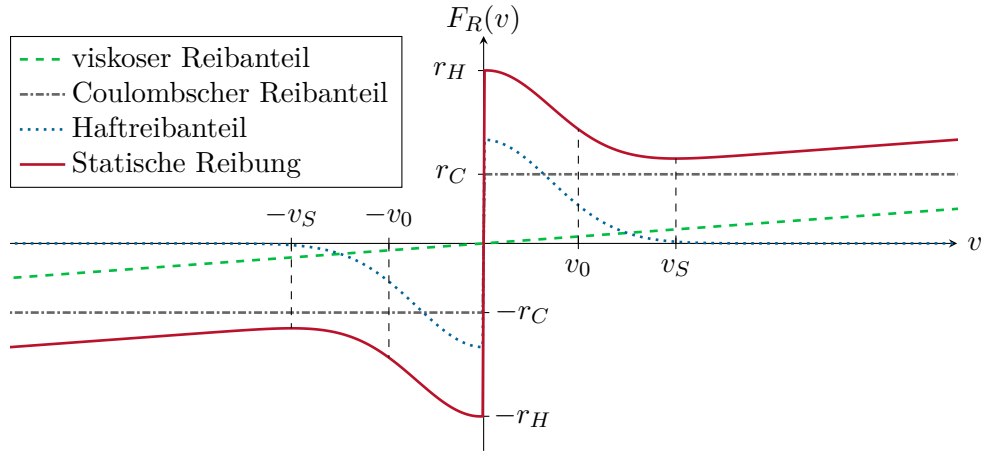 F_R(v)
viskoser Reibanteil
Coulombscher Reibanteil
Haftreibanteil
Statische Reibung
r_H
r_C
−v_S
−v_0
v
v_0
v_S
−r_C
−r_H